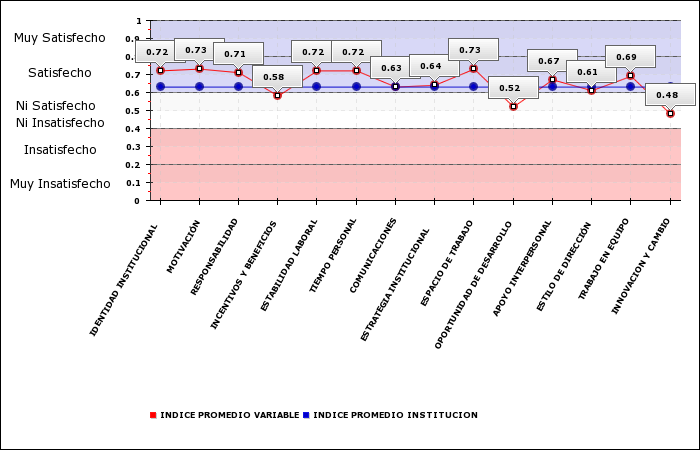 Muy Satisfecho
Satisfecho
Ni Satisfecho
Ni Insatisfecho
Insatisfecho
Muy Insatisfecho
1
0.9
0.8
0.7
0.6
0.5
0.4
0.3
0.2
0.1
0
0.72
0.73
0.71
0.58
0.72
0.72
0.63
0.64
0.73
0.52
0.67
0.61
0.69
0.48
IDENTIDAD INSTITUCIONAL
MOTIVACIÓN
RESPONSABILIDAD
INCENTIVOS Y BENEFICIOS
ESTABILIDAD LABORAL
TIEMPO PERSONAL
COMUNICACIONES
ESTRATEGIA INSTITUCIONAL
ESPACIO DE TRABAJO
OPORTUNIDAD DE DESARROLLO
APOYO INTERPERSONAL
ESTILO DE DIRECCIÓN
TRABAJO EN EQUIPO
INNOVACION Y CAMBIO
INDICE PROMEDIO VARIABLE INDICE PROMEDIO INSTITUCION